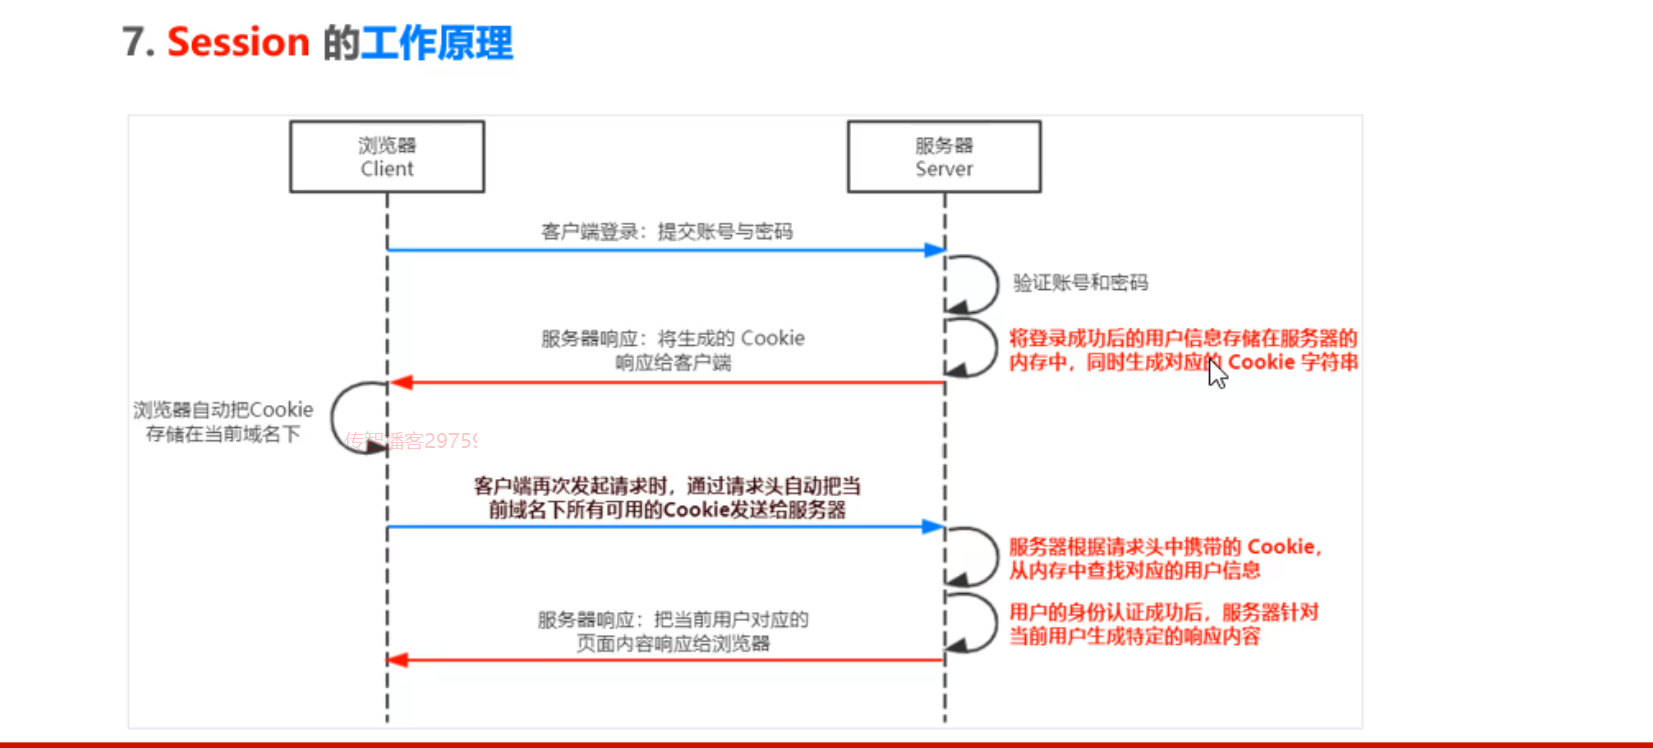 7. Session 的工作原理
浏览器
Client
服务器
Server
客户端登录：提交账号与密码
验证账号和密码
将登录成功后的用户信息存储在服务器的
内存中，同时生成对应的 Cookie 字符串
服务器响应：将生成的 Cookie
响应给客户端
浏览器自动把Cookie
存储在当前域名下
传智播客29759
客户端再次发起请求时，通过请求头自动把当
前域名下所有可用的Cookie发送给服务器
服务器根据请求头中携带的 Cookie，
从内存中查找对应的用户信息
用户的身份认证成功后，服务器针对
当前用户生成特定的响应内容
服务器响应：把当前用户对应的
页面内容响应给浏览器